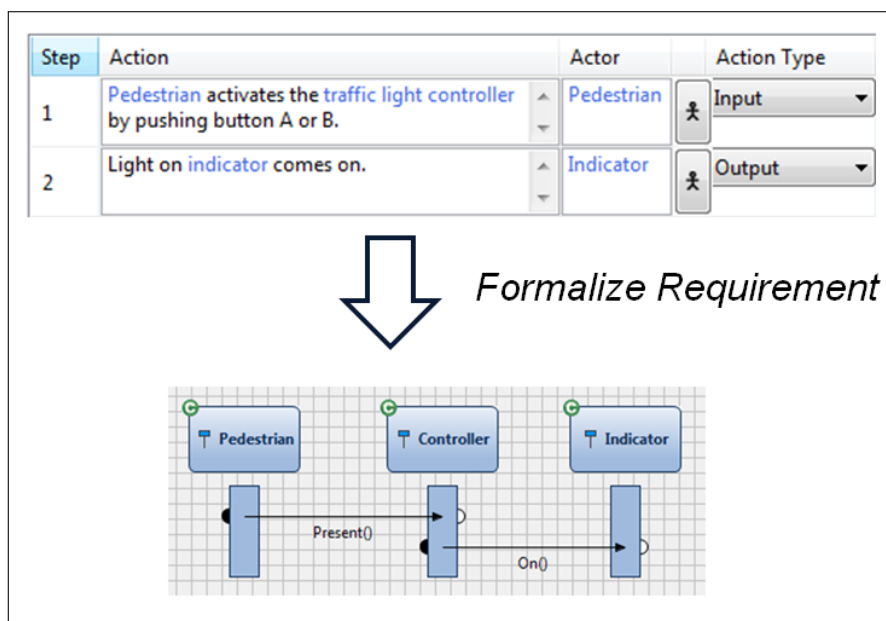 Step Action Actor Action Type
1 Pedestrian activates the traffic light controller Pedestrian Input
by pushing button A or B.
2 Light on indicator comes on. Indicator Output
Formalize Requirement
C C C
Pedestrian Controller Indicator
Present()
On()